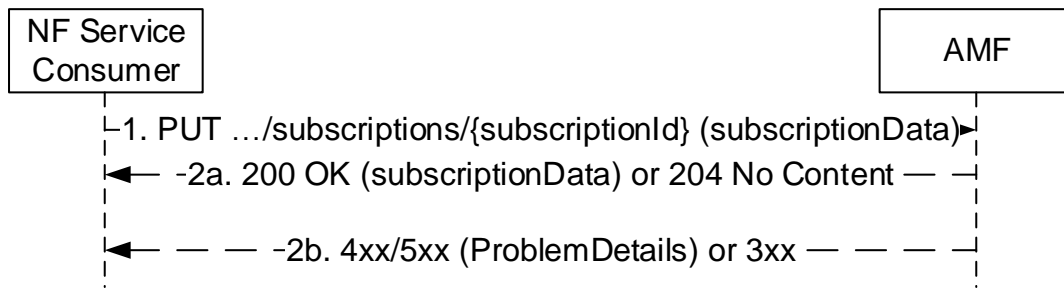 NF Service
Consumer
AMF
1. PUT …/subscriptions/{subscriptionId} (subscriptionData)
2a. 200 OK (subscriptionData) or 204 No Content
2b. 4xx/5xx (ProblemDetails) or 3xx